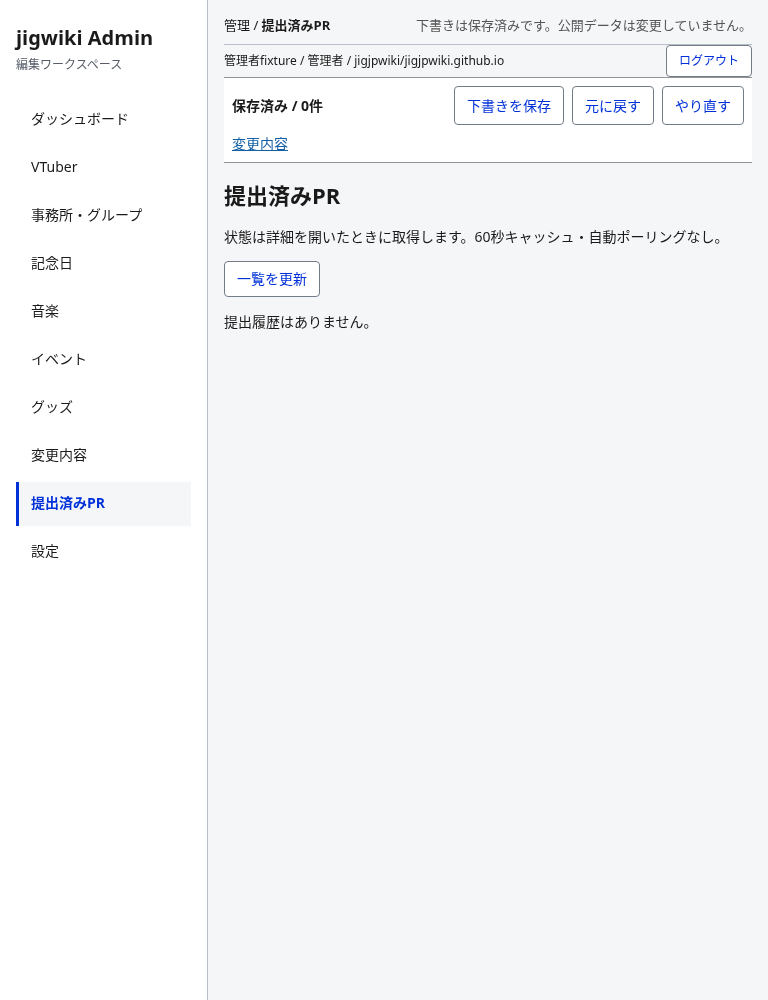 jigwiki Admin
編集ワークスペース
ダッシュボード
VTuber
事務所・グループ
記念日
音楽
イベント
グッズ
変更内容
提出済みPR
設定
管理 / 提出済みPR
下書きは保存済みです。公開データは変更していません。
管理者fixture / 管理者 / jigjpwiki/jigjpwiki.github.io
ログアウト
保存済み / 0件
下書きを保存
元に戻す
やり直す
変更内容
提出済みPR
状態は詳細を開いたときに取得します。60秒キャッシュ・自動ポーリングなし。
一覧を更新
提出履歴はありません。